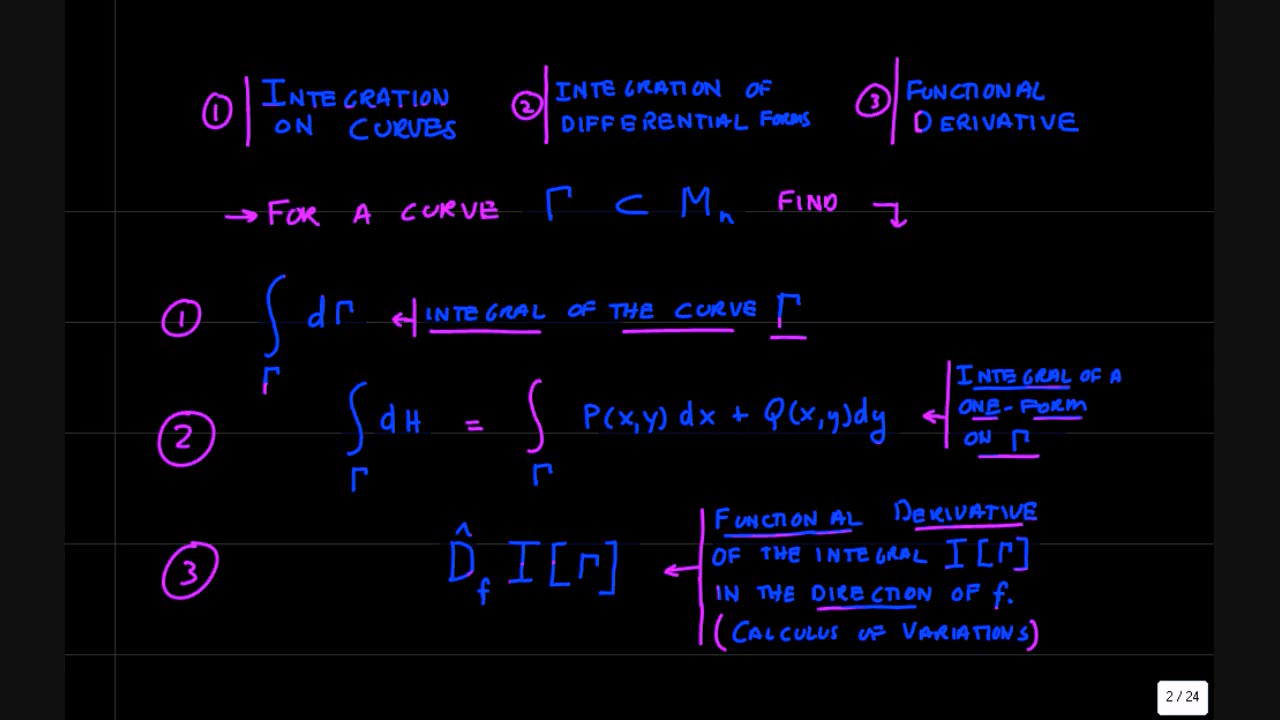 ① INTEGRATION ON CURVES
② INTEGRATION OF DIFFERENTIAL FORMS
③ FUNCTIONAL DERIVATIVE
→ FOR A CURVE Γ ⊂ Mₙ FIND ↴
① ∫_Γ dΓ ← INTEGRAL OF THE CURVE Γ
② ∫_Γ dH = ∫_Γ P(x,y) dx + Q(x,y)dy ← INTEGRAL OF A
ONE-FORM
ON Γ
③ D̂_f I[Γ] ← FUNCTIONAL DERIVATIVE
OF THE INTEGRAL I[Γ]
IN THE DIRECTION OF f.
(CALCULUS OF VARIATIONS)
2 / 24